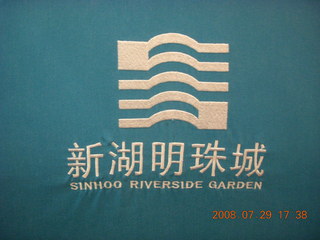 新湖明珠城
SINHOO RIVERSIDE GARDEN
2008 07 29 17 38